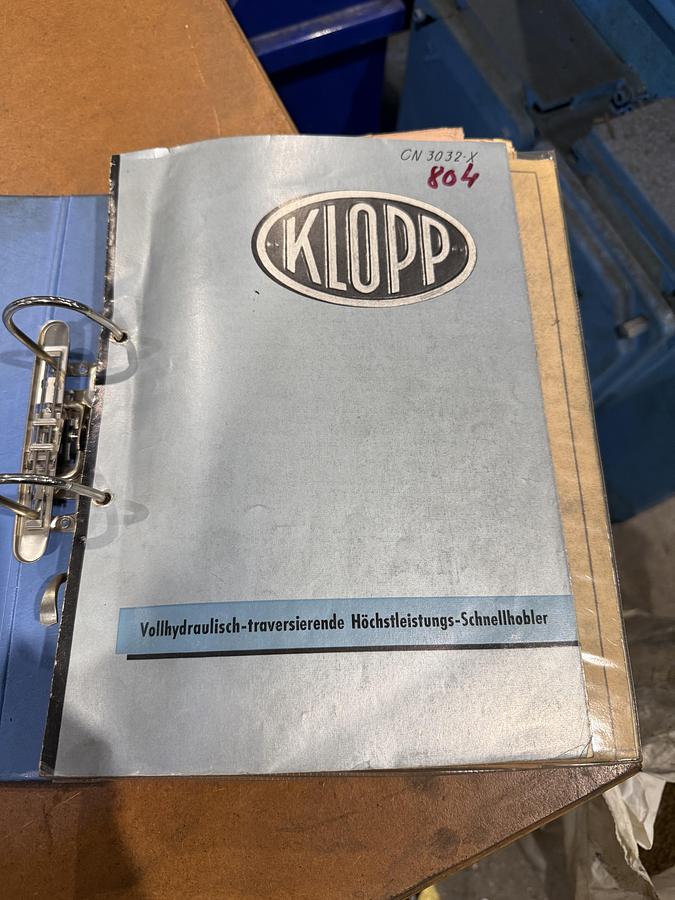 CN 3032-X
804
KLOPP
Vollhydraulisch-traversierende Höchstleistungs-Schnellhobler